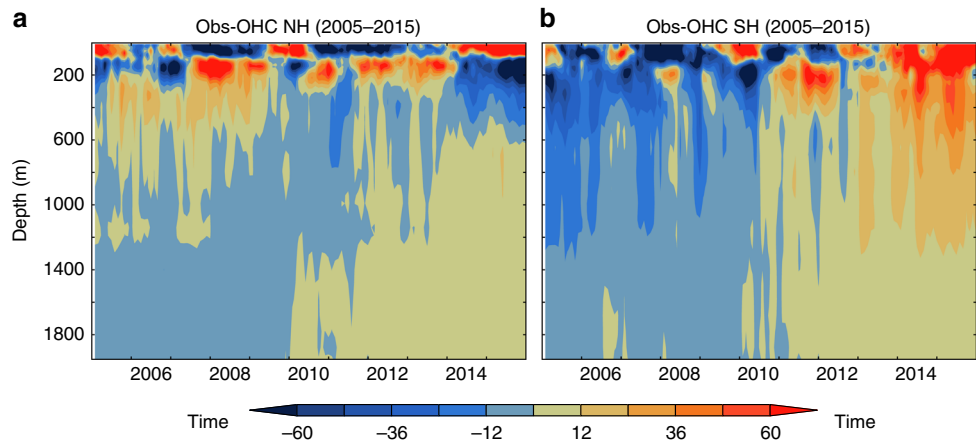 a
Obs-OHC NH (2005–2015)
b
Obs-OHC SH (2005–2015)
Depth (m)
200
600
1000
1400
1800
2006 2008 2010 2012 2014
2006 2008 2010 2012 2014
Time
–60 –36 –12 12 36 60
Time